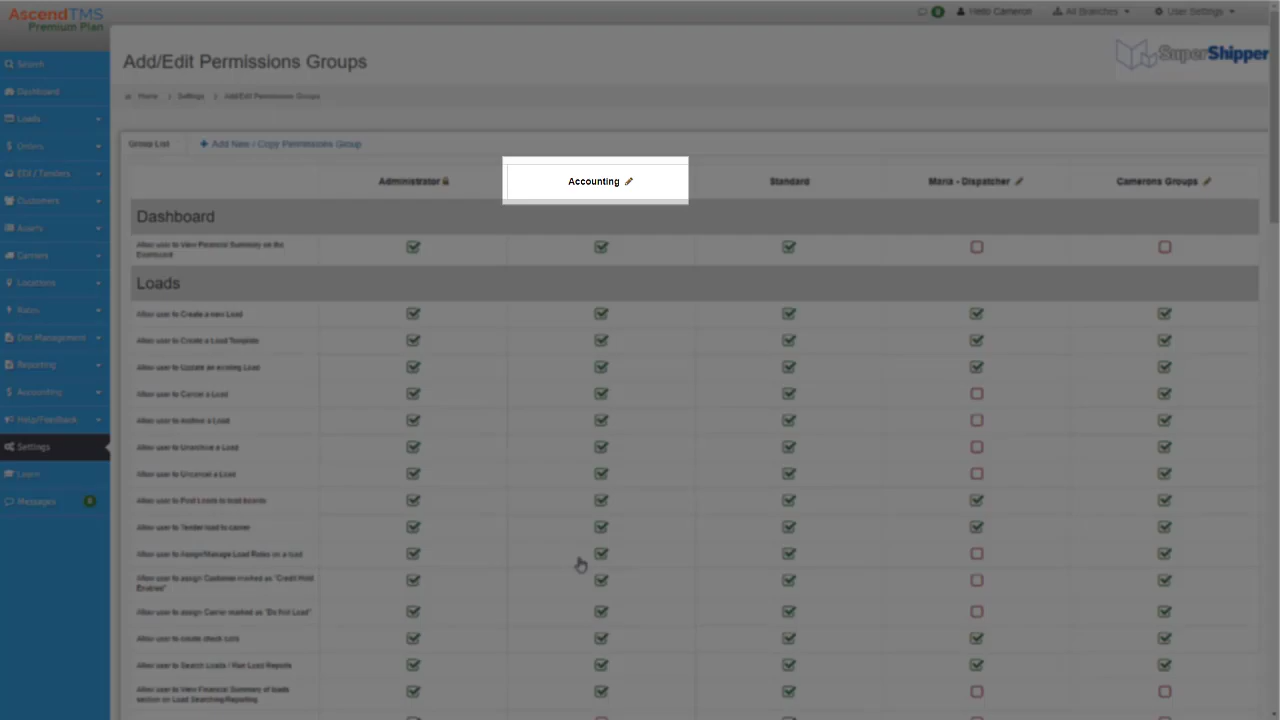 AscendTMS
Premium Plan
0
Hello Cameron
All Branches
User Settings
Search
Dashboard
Loads
Orders
EDI / Tenders
Customers
Assets
Carriers
Locations
Rates
Doc Management
Reporting
Accounting
Help/Feedback
Settings
Learn
Messages 0
Add/Edit Permissions Groups
SuperShipper
Home > Settings > Add/Edit Permissions Groups
Group List
+ Add New / Copy Permissions Group
Administrator
Accounting
Standard
Maria - Dispatcher
Camerons Groups
Dashboard
Allow user to View Financial Summary on the
Dashboard
Loads
Allow user to Create a new Load
Allow user to Create a Load Template
Allow user to Update an existing Load
Allow user to Cancel a Load
Allow user to Archive a Load
Allow user to Unarchive a Load
Allow user to Uncancel a Load
Allow user to Post Loads to load boards
Allow user to Tender load to carrier
Allow user to Assign/Manage Load Roles on a load
Allow user to assign Customer marked as "Credit Hold
Enabled"
Allow user to assign Carrier marked as "Do Not Load"
Allow user to create check calls
Allow user to Search Loads / Run Load Reports
Allow user to View Financial Summary of loads
section on Load Searching/Reporting